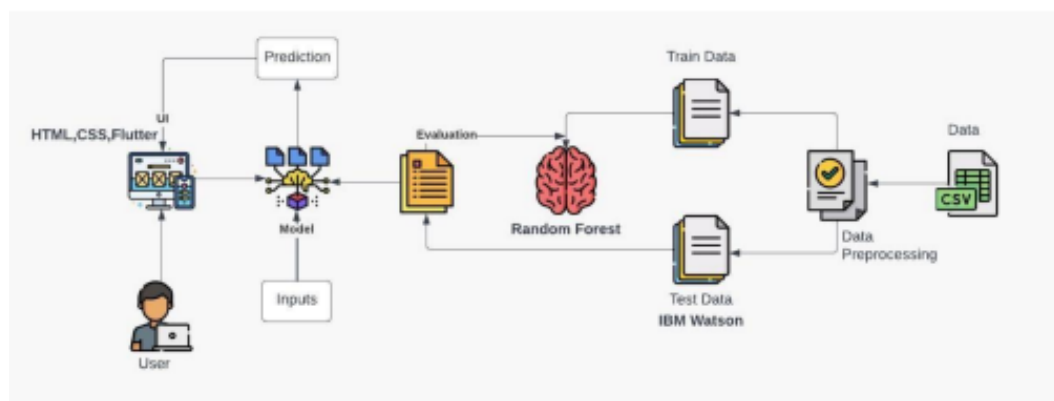 Prediction
Train Data
UI
HTML,CSS,Flutter
Evaluation
Data
CSV
Random Forest
Model
Data
Preprocessing
Inputs
Test Data
IBM Watson
User